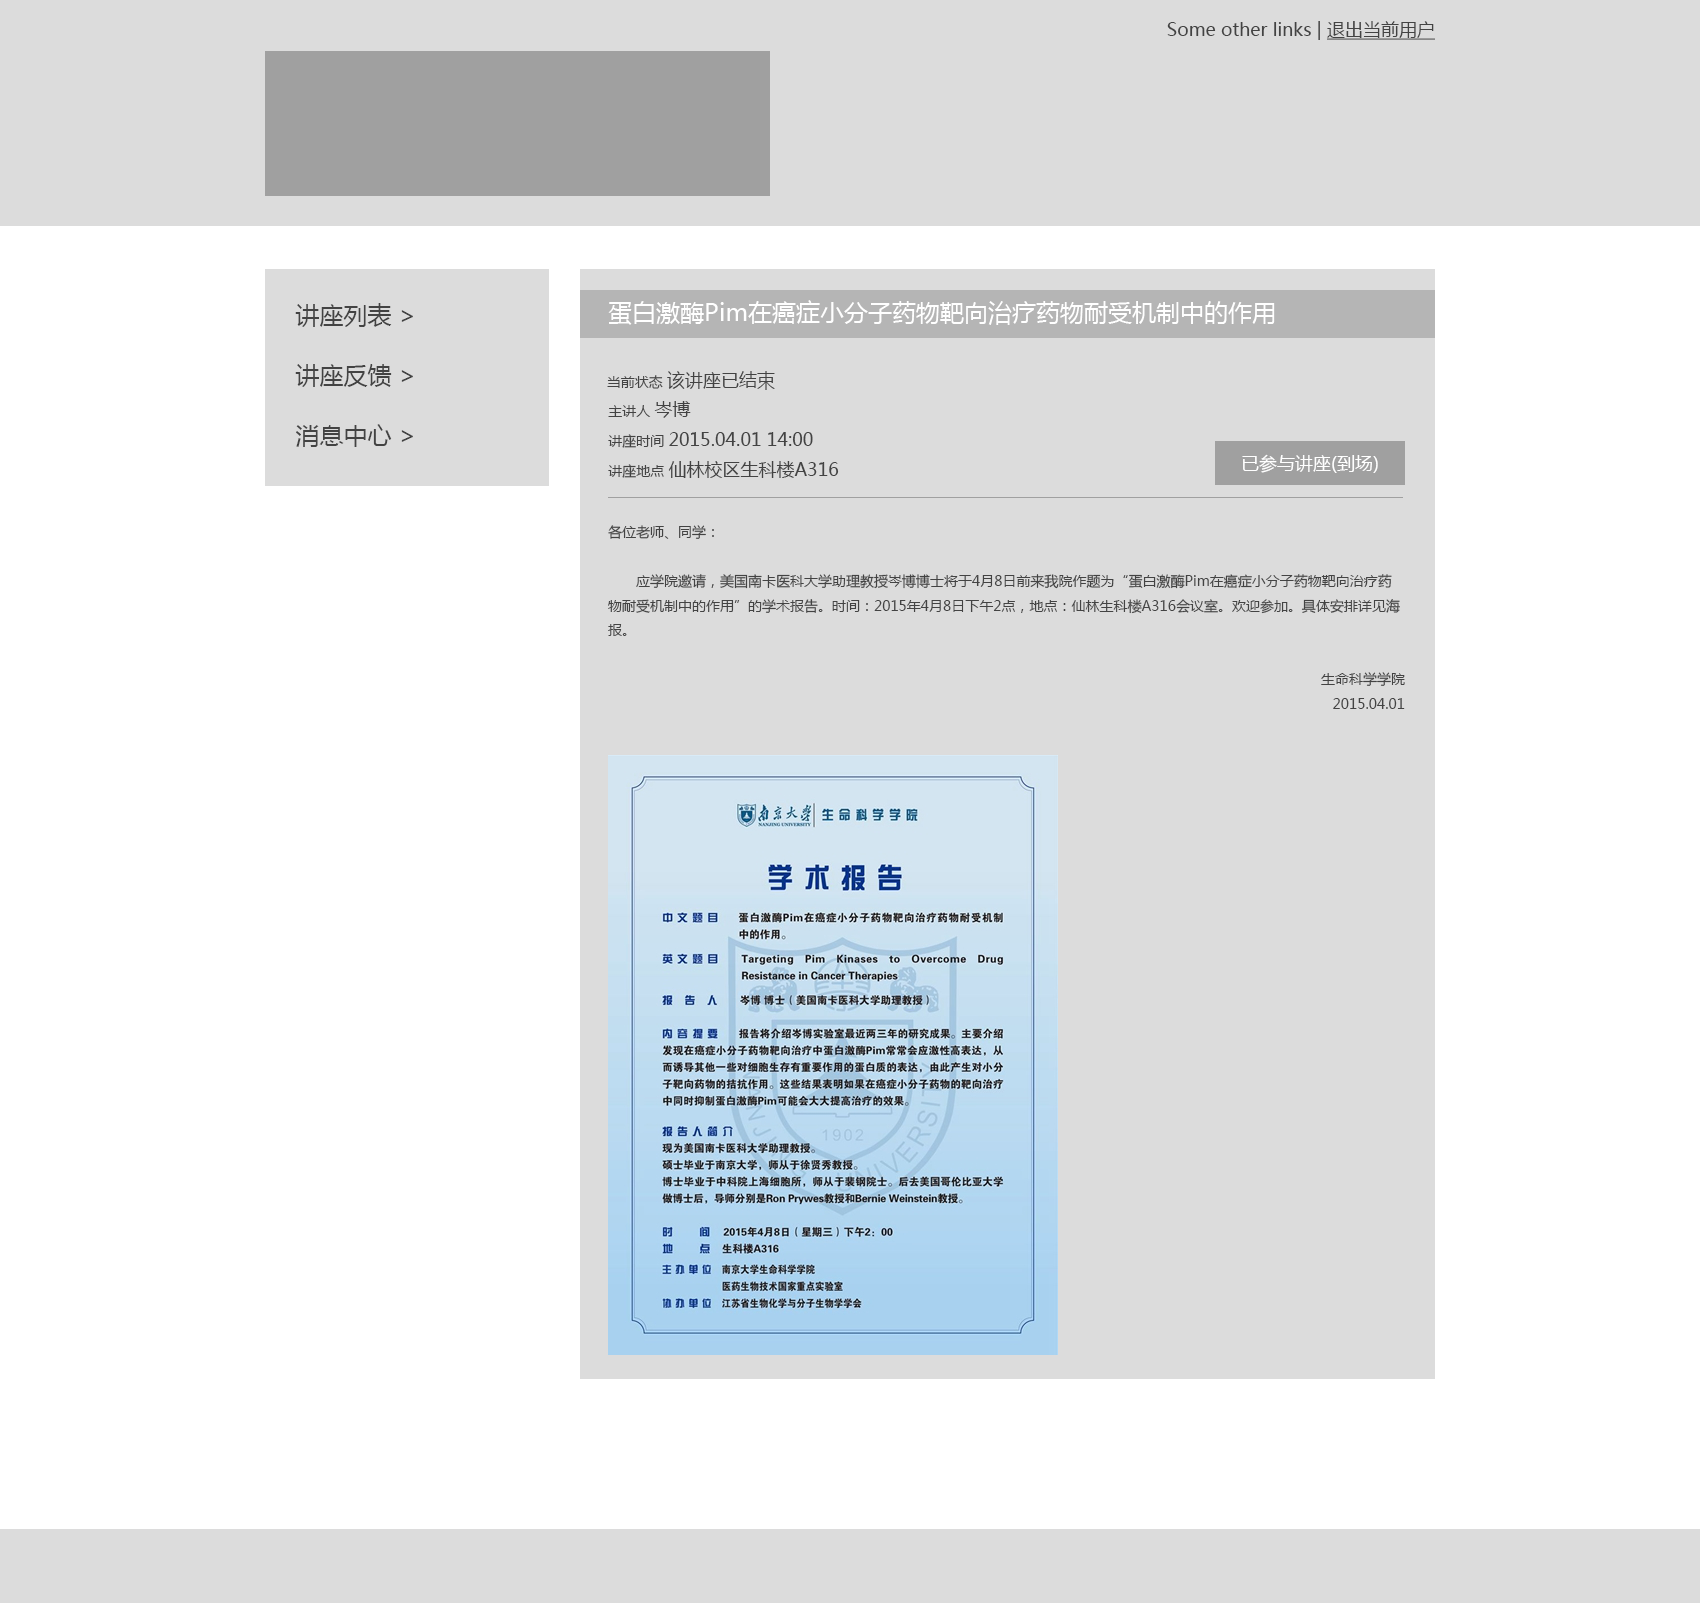 Some other links | 退出当前用户
讲座列表 >
讲座反馈 >
消息中心 >
蛋白激酶Pim在癌症小分子药物靶向治疗药物耐受机制中的作用
当前状态 该讲座已结束
主讲人 岑博
讲座时间 2015.04.01 14:00
讲座地点 仙林校区生科楼A316
已参与讲座(到场)
各位老师、同学：
应学院邀请，美国南卡医科大学助理教授岑博博士将于4月8日前来我院作题为“蛋白激酶Pim在癌症小分子药物靶向治疗药
物耐受机制中的作用”的学术报告。时间：2015年4月8日下午2点，地点：仙林生科楼A316会议室。欢迎参加。具体安排详见海
报。
生命科学学院
2015.04.01
南京大学 生命科学学院
NANJING UNIVERSITY
学术报告
中文题目 蛋白激酶Pim在癌症小分子药物靶向治疗药物耐受机制
中的作用。
英文题目 Targeting Pim Kinases to Overcome Drug
Resistance in Cancer Therapies
报告人 岑博 博士（美国南卡医科大学助理教授）
内容提要 报告将介绍岑博实验室最近两三年的研究成果。主要介绍
发现在癌症小分子药物靶向治疗中蛋白激酶Pim常常会应激性高表达，从
而诱导其他一些对细胞生存有重要作用的蛋白质的表达，由此产生对小分
子靶向药物的拮抗作用。这些结果表明如果在癌症小分子药物的靶向治疗
中同时抑制蛋白激酶Pim可能会大大提高治疗的效果。
报告人简介
现为美国南卡医科大学助理教授。
硕士毕业于南京大学，师从于徐贤秀教授。
博士毕业于中科院上海细胞所，师从于裴钢院士。后去美国哥伦比亚大学
做博士后，导师分别是Ron Prywes教授和Bernie Weinstein教授。
时间 2015年4月8日（星期三）下午2：00
地点 生科楼A316
主办单位 南京大学生命科学学院
医药生物技术国家重点实验室
协办单位 江苏省生物化学与分子生物学学会
1902
NANJING UNIVERSITY